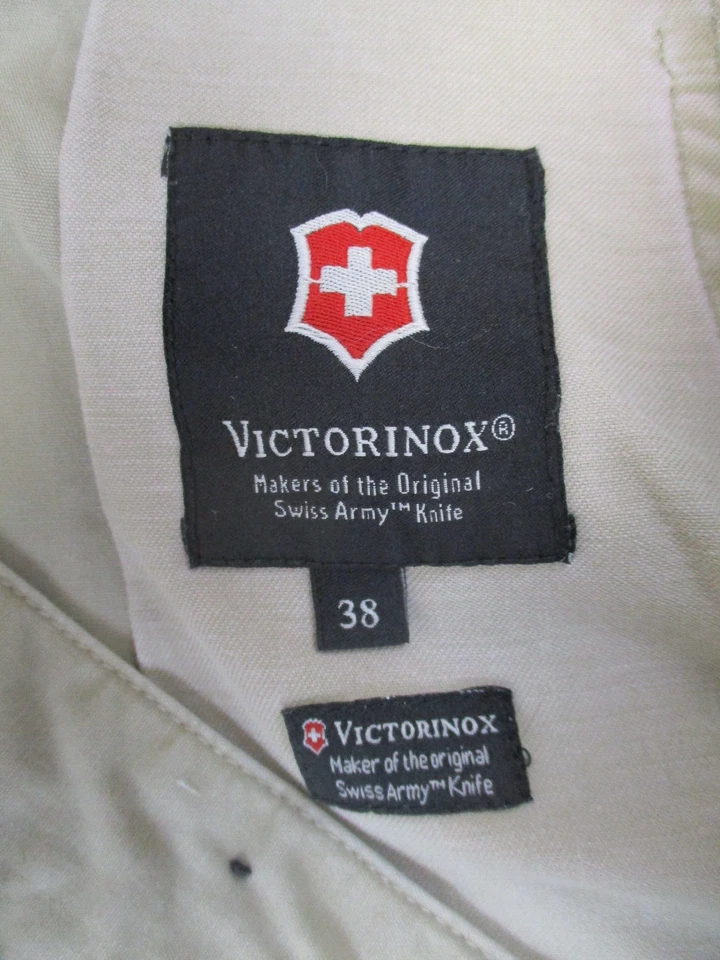 VICTORINOX®
Makers of the Original
Swiss Army™ Knife
38
VICTORINOX
Maker of the original
Swiss Army™ Knife